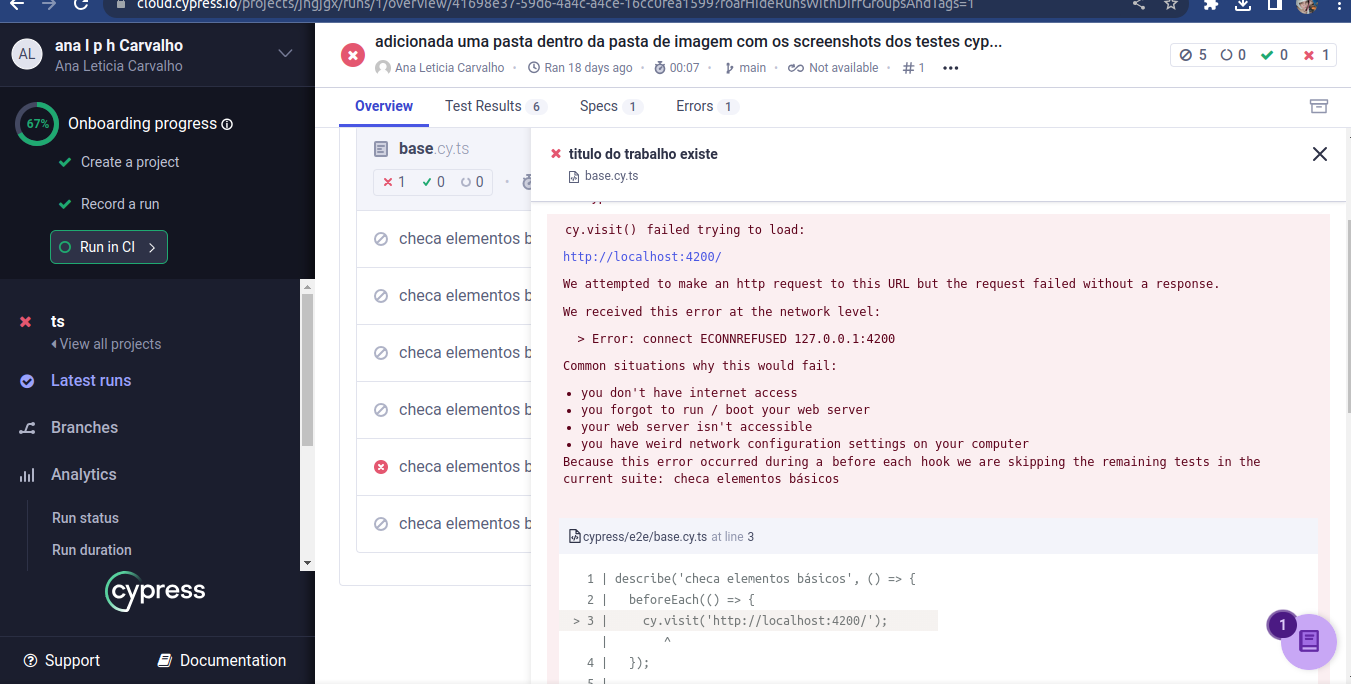 cloud.cypress.io/projects/jhgjgx/runs/1/overview/41698e37-59d6-4a4c-a4ce-16cc0fea1599?roarHideRunsWithDiffGroupsAndTags=1
AL
ana l p h Carvalho
Ana Leticia Carvalho
67%
Onboarding progress
Create a project
Record a run
Run in CI
ts
View all projects
Latest runs
Branches
Analytics
Run status
Run duration
cypress
Support
Documentation
adicionada uma pasta dentro da pasta de imagem com os screenshots dos testes cyp...
Ana Leticia Carvalho · Ran 18 days ago · 00:07 · main · Not available · # 1 •••
5 0 0 1
Overview
Test Results 6
Specs 1
Errors 1
base.cy.ts
1 0 0 ·
checa elementos b
checa elementos b
checa elementos b
checa elementos b
checa elementos b
checa elementos b
titulo do trabalho existe
base.cy.ts
cy.visit() failed trying to load:
http://localhost:4200/
We attempted to make an http request to this URL but the request failed without a response.
We received this error at the network level:
> Error: connect ECONNREFUSED 127.0.0.1:4200
Common situations why this would fail:
• you don't have internet access
• you forgot to run / boot your web server
• your web server isn't accessible
• you have weird network configuration settings on your computer
Because this error occurred during a before each hook we are skipping the remaining tests in the
current suite: checa elementos básicos
cypress/e2e/base.cy.ts at line 3
1 | describe('checa elementos básicos', () => {
2 | beforeEach(() => {
> 3 | cy.visit('http://localhost:4200/');
| ^
4 | });
5 |
1